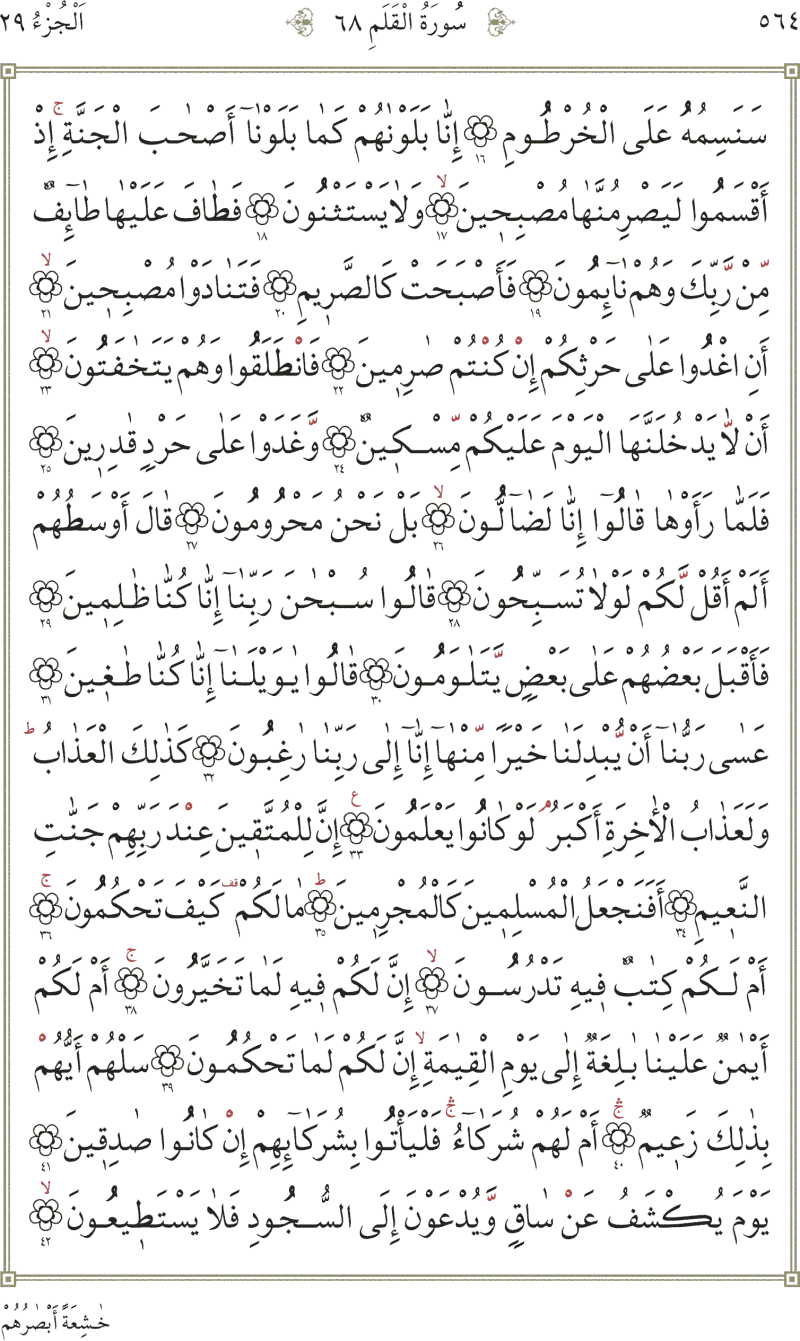 ٥٦٤ سُورَةُ الْقَلَمِ ٦٨ اَلْجُزْءُ ٢٩
سَنَسِمُهُ عَلَى الْخُرْطُومِ ١٦ إِنَّا بَلَوْنٰاهُمْ كَمٰا بَلَوْنٰآ أَصْحٰبَ الْجَنَّةِ ج إِذْ
أَقْسَمُوا لَيَصْرِمُنَّهٰا مُصْبِحٖينَ لا ١٧ وَلٰا يَسْتَثْنُونَ ١٨ فَطٰافَ عَلَيْهٰا طٰآئِفٌ
مِّنْ رَّبِّكَ وَهُمْ نٰآئِمُونَ ١٩ فَأَصْبَحَتْ كَالصَّرٖيمِ ٢٠ فَتَنٰادَوْا مُصْبِحٖينَ لا ٢١
أَنِ اغْدُوا عَلٰى حَرْثِكُمْ إِنْ كُنْتُمْ صٰرِمٖينَ ٢٢ فَانْطَلَقُوا وَهُمْ يَتَخٰفَتُونَ لا ٢٣
أَنْ لّٰا يَدْخُلَنَّهَا الْيَوْمَ عَلَيْكُمْ مِّسْكٖينٌ ٢٤ وَّغَدَوْا عَلٰى حَرْدٍ قٰدِرٖينَ ٢٥
فَلَمّٰا رَأَوْهٰا قٰالُوٓا إِنّٰا لَضٰآلُّونَ لا ٢٦ بَلْ نَحْنُ مَحْرُومُونَ ٢٧ قٰالَ أَوْسَطُهُمْ
أَلَمْ أَقُلْ لَّكُمْ لَوْلٰا تُسَبِّحُونَ ٢٨ قٰالُوا سُبْحٰنَ رَبِّنٰآ إِنّٰا كُنّٰا ظٰلِمٖينَ ٢٩
فَأَقْبَلَ بَعْضُهُمْ عَلٰى بَعْضٍ يَّتَلٰوَمُونَ ٣٠ قٰالُوا يٰوَيْلَنٰآ إِنّٰا كُنّٰا طٰغٖينَ ٣١
عَسٰى رَبُّنٰآ أَنْ يُّبْدِلَنٰا خَيْرًا مِّنْهٰآ إِنّٰآ إِلٰى رَبِّنٰا رٰغِبُونَ ٣٢ كَذٰلِكَ الْعَذٰابُ ط
وَلَعَذٰابُ الْأٰخِرَةِ أَكْبَرُ م لَوْ كٰانُوا يَعْلَمُونَ ع ٣٣ إِنَّ لِلْمُتَّقٖينَ عِنْدَ رَبِّهِمْ جَنّٰتِ
النَّعٖيمِ ٣٤ أَفَنَجْعَلُ الْمُسْلِمٖينَ كَالْمُجْرِمٖينَ ط ٣٥ مٰا لَكُمْ قف كَيْفَ تَحْكُمُونَ ج ٣٦
أَمْ لَكُمْ كِتٰبٌ فٖيهِ تَدْرُسُونَ لا ٣٧ إِنَّ لَكُمْ فٖيهِ لَمٰا تَخَيَّرُونَ ج ٣٨ أَمْ لَكُمْ
أَيْمٰنٌ عَلَيْنٰا بٰلِغَةٌ إِلٰى يَوْمِ الْقِيٰمَةِ لا إِنَّ لَكُمْ لَمٰا تَحْكُمُونَ ٣٩ سَلْهُمْ أَيُّهُمْ
بِذٰلِكَ زَعٖيمٌ ۛج ٤٠ أَمْ لَهُمْ شُرَكٰآءُ ۛج فَلْيَأْتُوا بِشُرَكٰآئِهِمْ إِنْ كٰانُوا صٰدِقٖينَ ٤١
يَوْمَ يُكْشَفُ عَنْ سٰاقٍ وَّيُدْعَوْنَ إِلَى السُّجُودِ فَلٰا يَسْتَطٖيعُونَ لا ٤٢
خٰشِعَةً أَبْصٰرُهُمْ